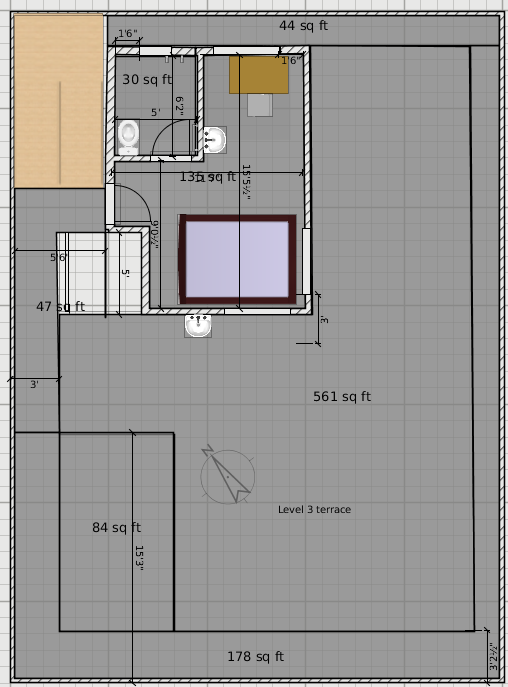 44 sq ft
1'6"
1'6"
30 sq ft
6'2"
5'
135 sq ft
15'5½"
9'0½"
5'6"
5'
47 sq ft
3'
3'
561 sq ft
Level 3 terrace
84 sq ft
15'3"
178 sq ft
3'2½"